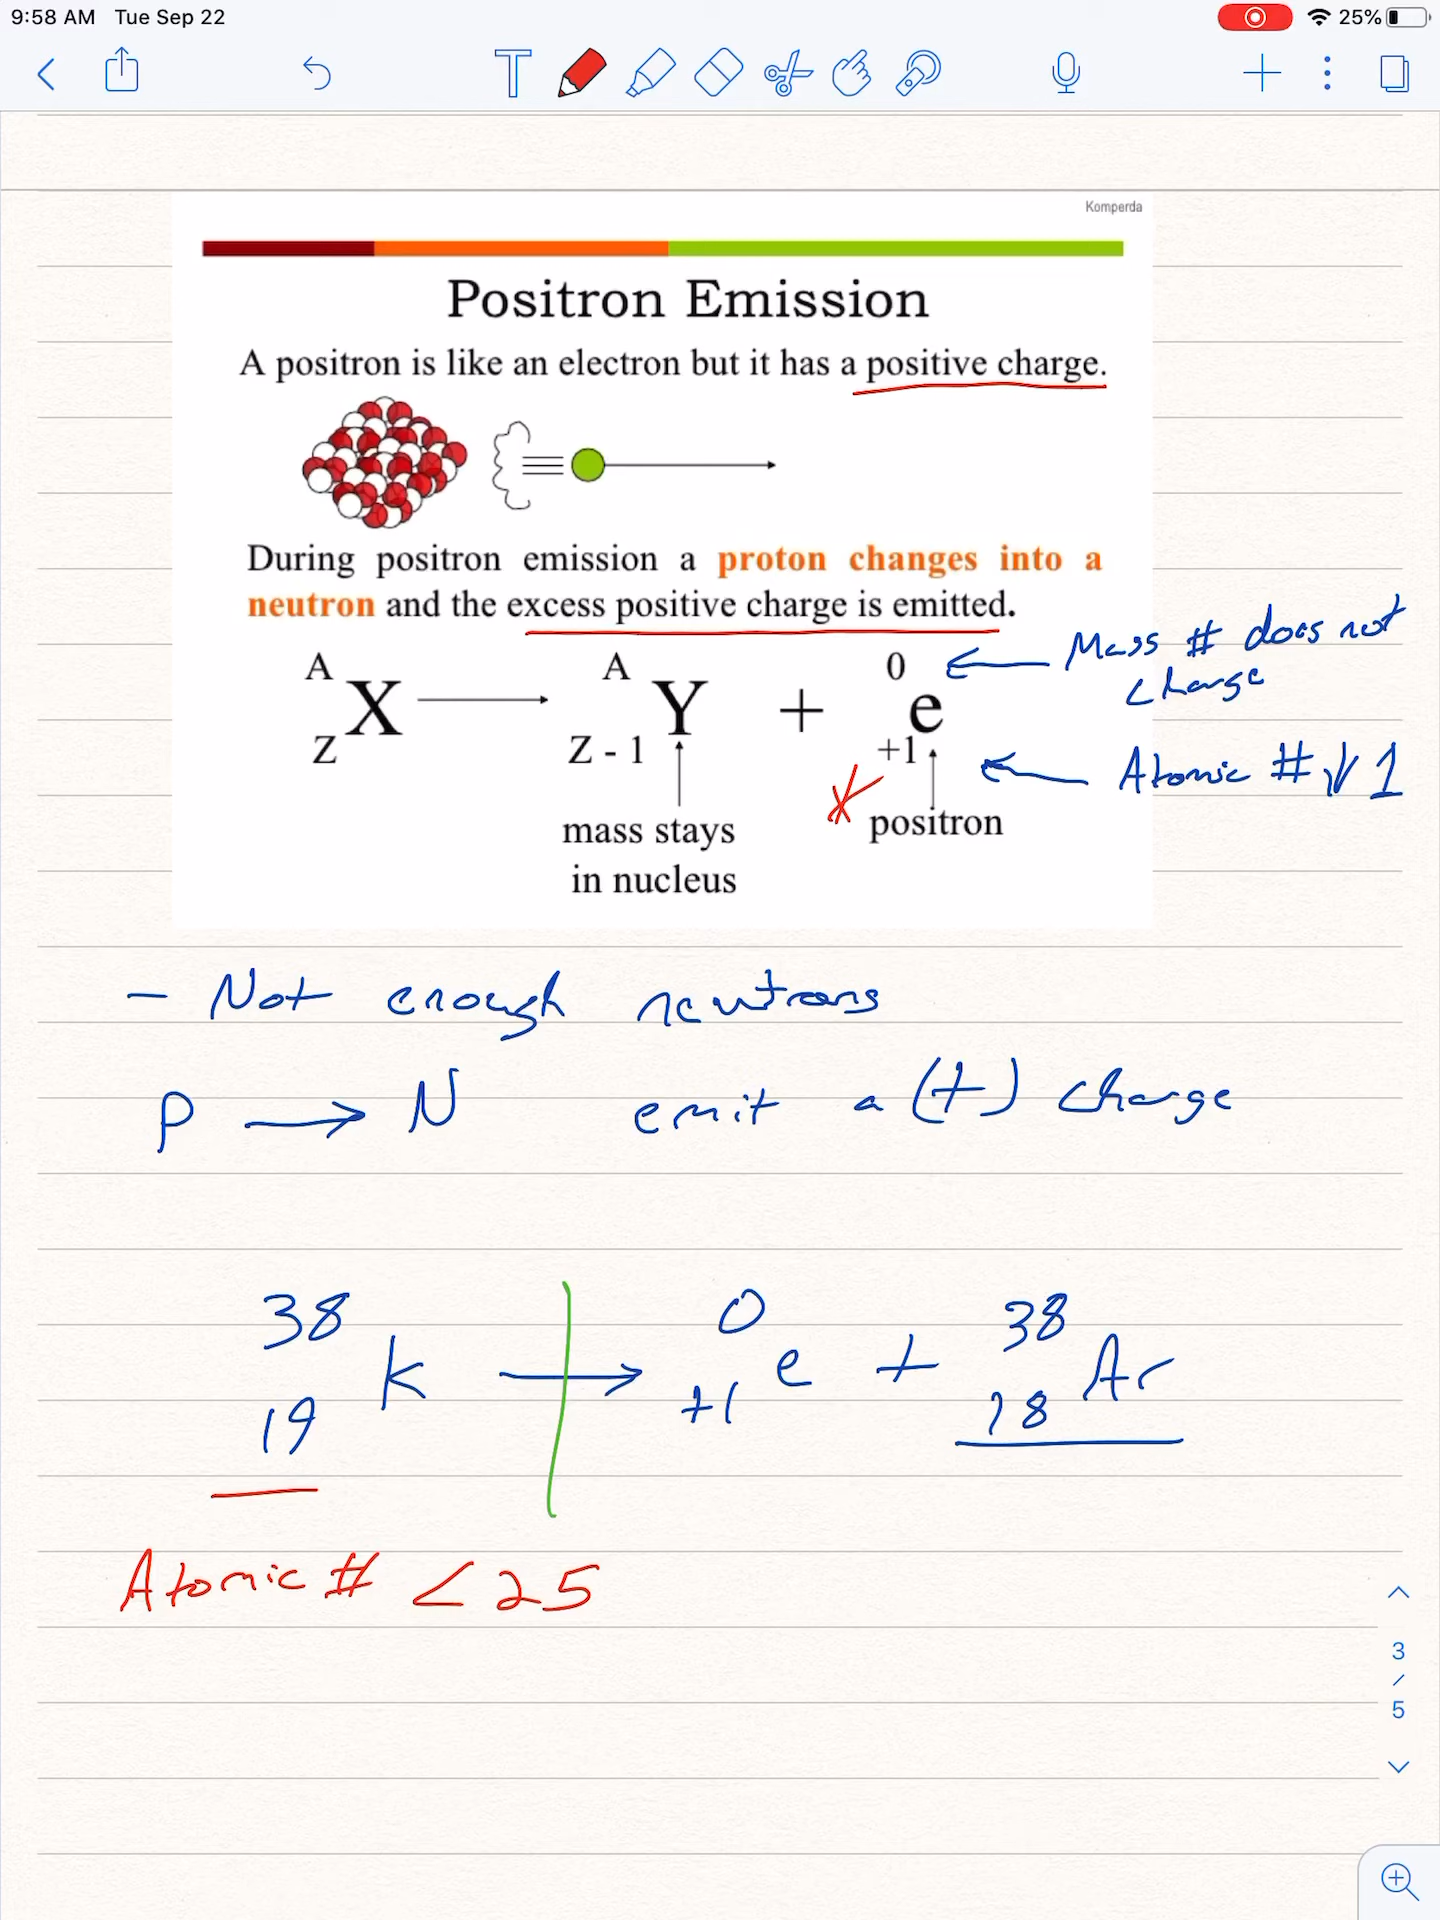 9:58 AM Tue Sep 22
25%
Komperda
Positron Emission
A positron is like an electron but it has a positive charge.
During positron emission a proton changes into a
neutron and the excess positive charge is emitted.
A X Z → A Y Z - 1 + 0 e +1
← Mass # does not
change
← Atomic # ↓ 1
mass stays
in nucleus
positron
- Not enough neutrons
P → N emit a (+) charge
38 K 19 → 0 e +1 + 38 Ar 18
Atomic # < 25
3
/
5